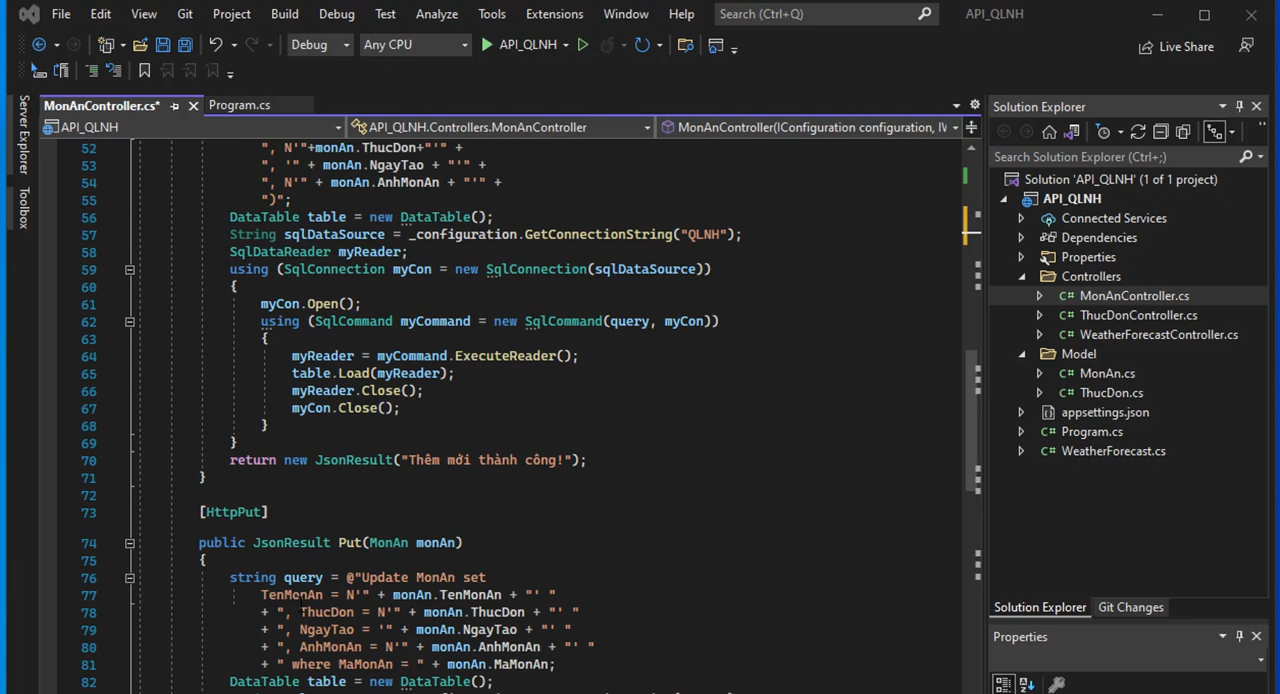 File Edit View Git Project Build Debug Test Analyze Tools Extensions Window Help Search (Ctrl+Q) API_QLNH
Debug Any CPU API_QLNH Live Share
Server Explorer
Toolbox
MonAnController.cs* Program.cs
API_QLNH API_QLNH.Controllers.MonAnController MonAnController(IConfiguration configuration, IV
52 ", N'"+monAn.ThucDon+"'" +
53 ", '" + monAn.NgayTao + "'" +
54 ", N'" + monAn.AnhMonAn + "'" +
55 ")";
56 DataTable table = new DataTable();
57 String sqlDataSource = _configuration.GetConnectionString("QLNH");
58 SqlDataReader myReader;
59 using (SqlConnection myCon = new SqlConnection(sqlDataSource))
60 {
61 myCon.Open();
62 using (SqlCommand myCommand = new SqlCommand(query, myCon))
63 {
64 myReader = myCommand.ExecuteReader();
65 table.Load(myReader);
66 myReader.Close();
67 myCon.Close();
68 }
69 }
70 return new JsonResult("Thêm mới thành công!");
71 }
72
73 [HttpPut]
74 public JsonResult Put(MonAn monAn)
75 {
76 string query = @"Update MonAn set
77 TenMonAn = N'" + monAn.TenMonAn + "' "
78 + ", ThucDon = N'" + monAn.ThucDon + "' "
79 + ", NgayTao = '" + monAn.NgayTao + "' "
80 + ", AnhMonAn = N'" + monAn.AnhMonAn + "' "
81 + " where MaMonAn = " + monAn.MaMonAn;
82 DataTable table = new DataTable();
Solution Explorer
Search Solution Explorer (Ctrl+;)
Solution 'API_QLNH' (1 of 1 project)
API_QLNH
Connected Services
Dependencies
Properties
Controllers
C# MonAnController.cs
C# ThucDonController.cs
C# WeatherForecastController.cs
Model
C# MonAn.cs
C# ThucDon.cs
appsettings.json
C# Program.cs
C# WeatherForecast.cs
Solution Explorer Git Changes
Properties